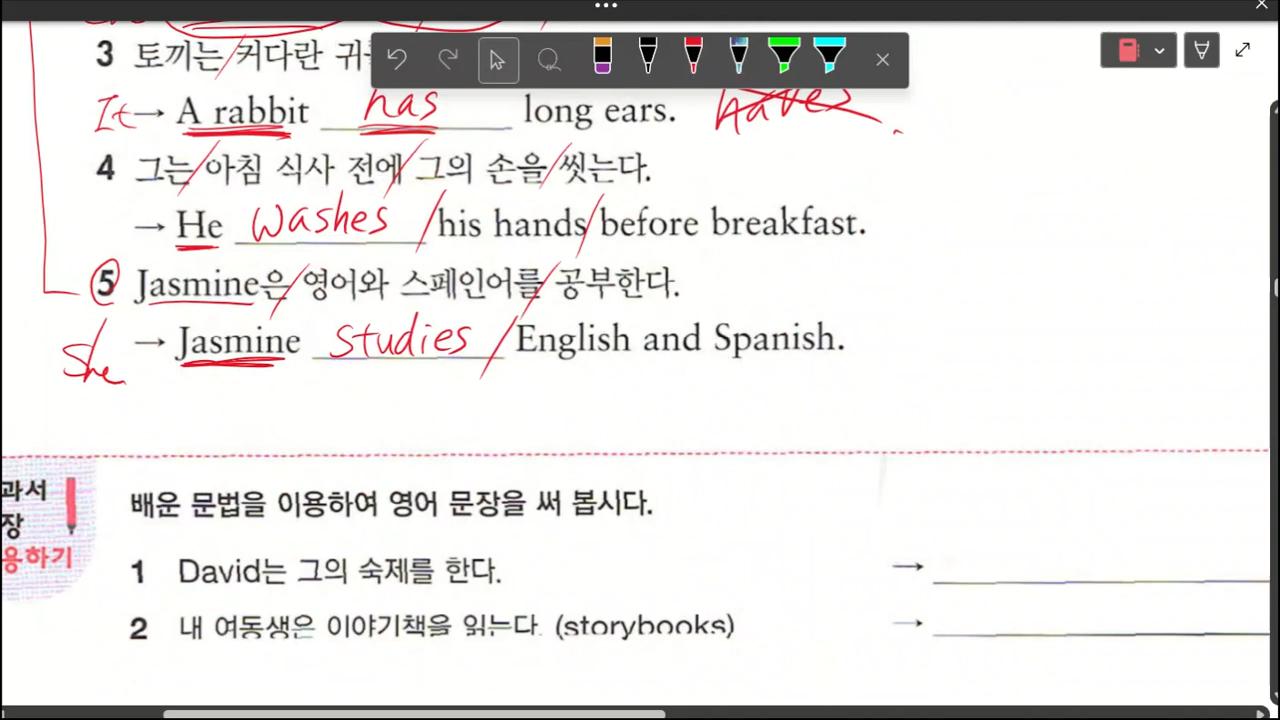 3 토끼는 커다란 귀
It → A rabbit has long ears. haves
4 그는 아침 식사 전에 그의 손을 씻는다.
→ He washes his hands before breakfast.
5 Jasmine은 영어와 스페인어를 공부한다.
She → Jasmine studies English and Spanish.
과서
장
용하기
배운 문법을 이용하여 영어 문장을 써 봅시다.
1 David는 그의 숙제를 한다. →
2 내 여동생은 이야기책을 읽는다. (storybooks) →